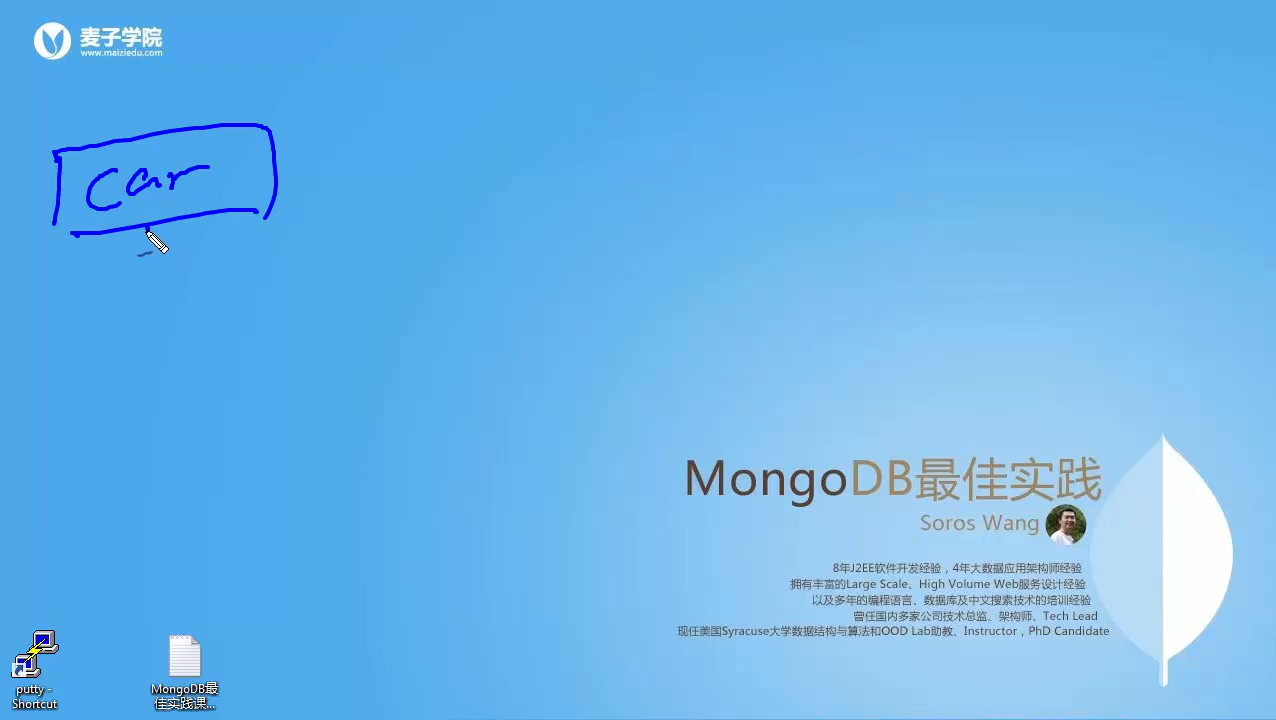 麦子学院
www.maiziedu.com
Car
MongoDB最佳实践
Soros Wang
8年J2EE软件开发经验，4年大数据应用架构师经验
拥有丰富的Large Scale、High Volume Web服务设计经验
以及多年的编程语言、数据库及中文搜索技术的培训经验
曾任国内多家公司技术总监、架构师、Tech Lead
现任美国Syracuse大学数据结构与算法和OOD Lab助教、Instructor，PhD Candidate
putty -
Shortcut
MongoDB最
佳实践课...